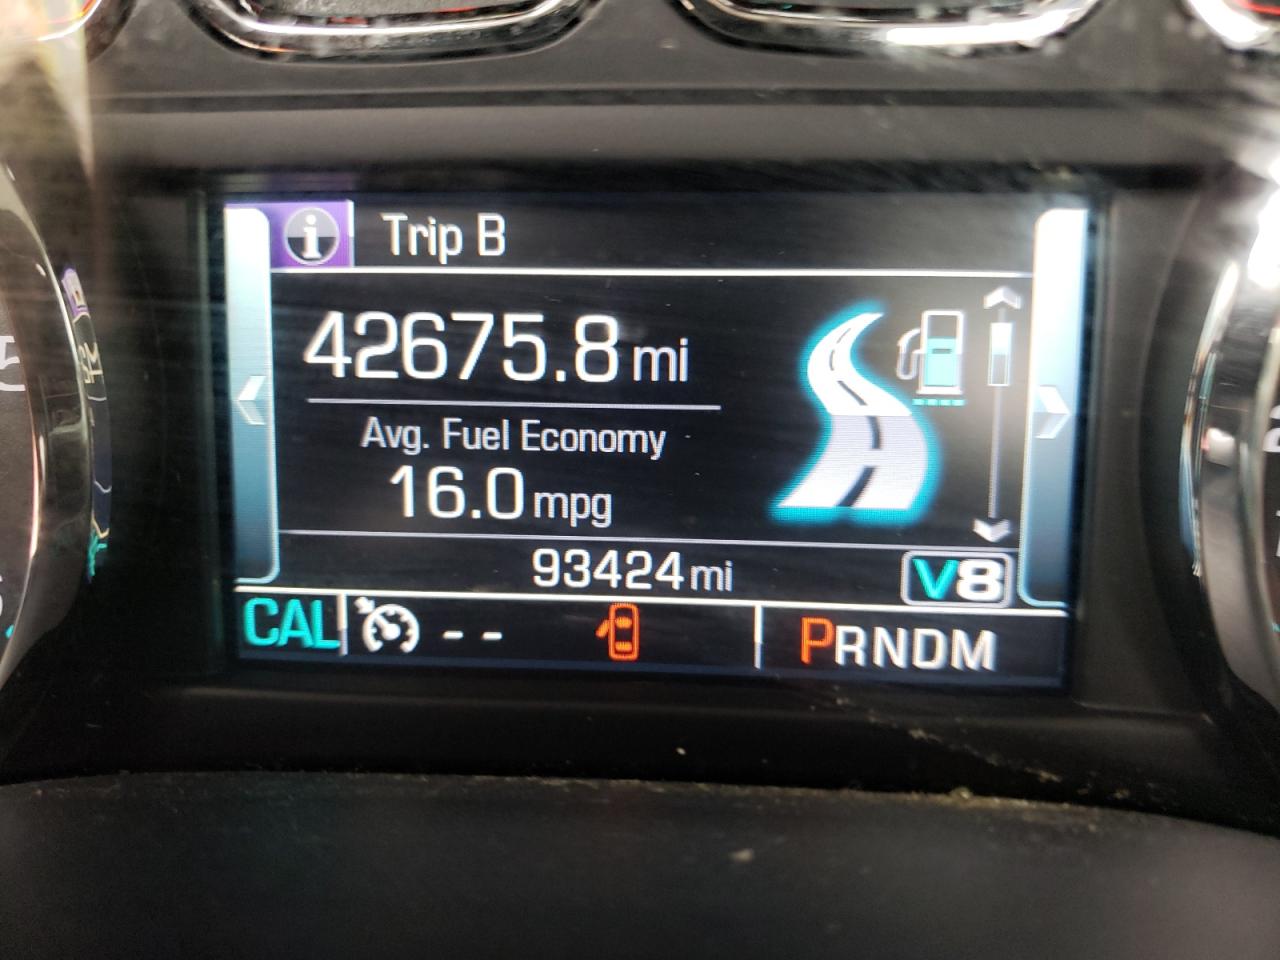 Trip B
42675.8 mi
Avg. Fuel Economy
16.0 mpg
93424 mi
V8
CAL -- PRNDM